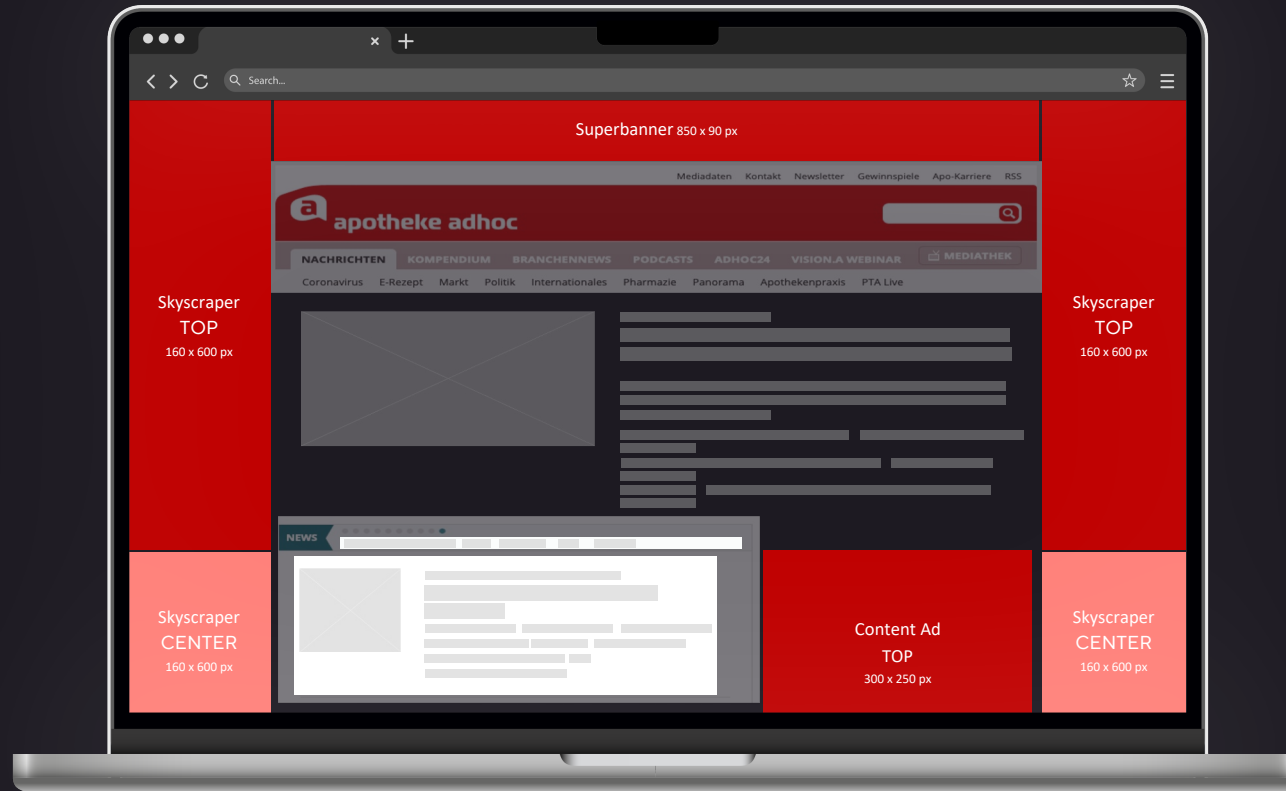 Search...
Superbanner 850 x 90 px
Mediadaten Kontakt Newsletter Gewinnspiele Apo-Karriere RSS
a apotheke adhoc
NACHRICHTEN KOMPENDIUM BRANCHENNEWS PODCASTS ADHOC24 VISION.A WEBINAR MEDIATHEK
Coronavirus E-Rezept Markt Politik Internationales Pharmazie Panorama Apothekenpraxis PTA Live
Skyscraper
TOP
160 x 600 px
Skyscraper
TOP
160 x 600 px
NEWS
Skyscraper
CENTER
160 x 600 px
Content Ad
TOP
300 x 250 px
Skyscraper
CENTER
160 x 600 px